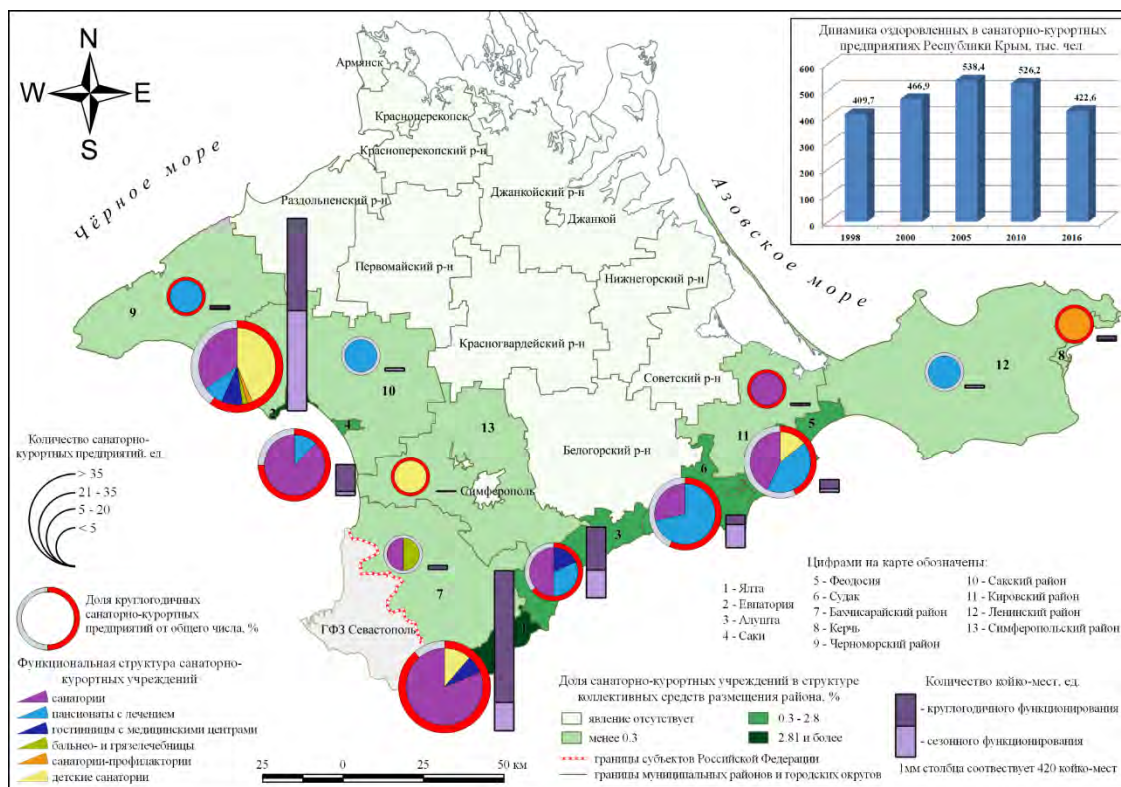 N
W E
S
Чёрное море
Азовское море
Динамика оздоровленных в санаторно-курортных
предприятиях Республики Крым, тыс. чел.
600
500
400
300
200
100
0
409,7
466,9
538,4
526,2
422,6
1998
2000
2005
2010
2016
Армянск
Красноперекопск
Красноперекопский р-н
Джанкойский р-н
Джанкой
Раздольненский р-н
Первомайский р-н
Нижнегорский р-н
Красногвардейский р-н
Советский р-н
Белогорский р-н
Симферополь
ГФЗ Севастополь
9
2
10
4
13
12
8
5
11
6
3
7
1
Количество санаторно-
курортных предприятий, ед.
> 35
21 - 35
5 - 20
< 5
Доля круглогодичных
санаторно-курортных
предприятий от общего числа, %
Функциональная структура санаторно-
курортных учреждений
санатории
пансионаты с лечением
гостинницы с медицинскими центрами
бальнео- и грязелечебницы
санатории-профилактории
детские санатории
25 0 25 50 км
Цифрами на карте обозначены:
1 - Ялта
2 - Евпатория
3 - Алушта
4 - Саки
5 - Феодосия
6 - Судак
7 - Бахчисарайский район
8 - Керчь
9 - Черноморский район
10 - Сакский район
11 - Кировский район
12 - Ленинский район
13 - Симферопольский район
Доля санаторно-курортных учреждений в структуре
коллективных средств размещения района, %
явление отсутствует
менее 0.3
0.3 - 2.8
2.81 и более
границы субъектов Российской Федерации
границы муниципальных районов и городских округов
Количество койко-мест, ед.
- круглогодичного функционирования
- сезонного функционирования
1мм столбца соотвествует 420 койко-мест